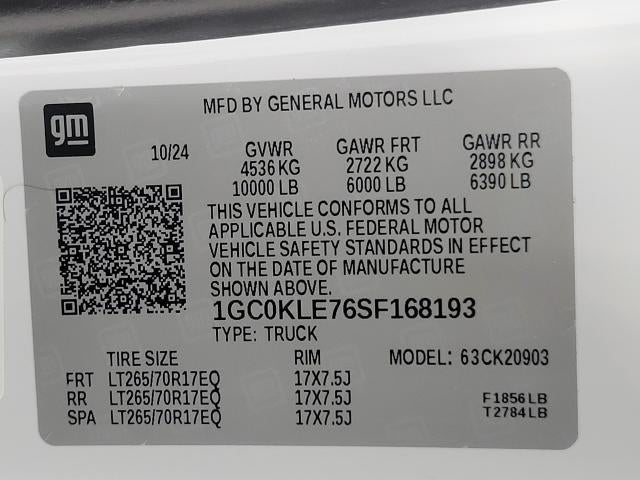 gm
MFD BY GENERAL MOTORS LLC
10/24
GVWR GAWR FRT GAWR RR
4536 KG 2722 KG 2898 KG
10000 LB 6000 LB 6390 LB
THIS VEHICLE CONFORMS TO ALL
APPLICABLE U.S. FEDERAL MOTOR
VEHICLE SAFETY STANDARDS IN EFFECT
ON THE DATE OF MANUFACTURE
SHOWN ABOVE.
1GC0KLE76SF168193
TYPE: TRUCK
TIRE SIZE RIM MODEL: 63CK20903
FRT LT265/70R17EQ 17X7.5J
RR LT265/70R17EQ 17X7.5J F1856LB
SPA LT265/70R17EQ 17X7.5J T2784LB